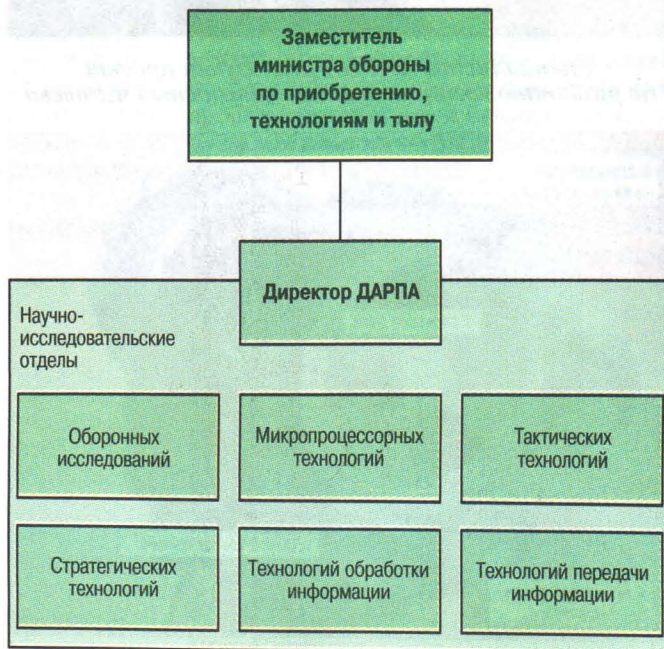 Заместитель
министра обороны
по приобретению,
технологиям и тылу
Директор ДАРПА
Научно-
исследовательские
отделы
Оборонных
исследований
Микропроцессорных
технологий
Тактических
технологий
Стратегических
технологий
Технологий обработки
информации
Технологий передачи
информации